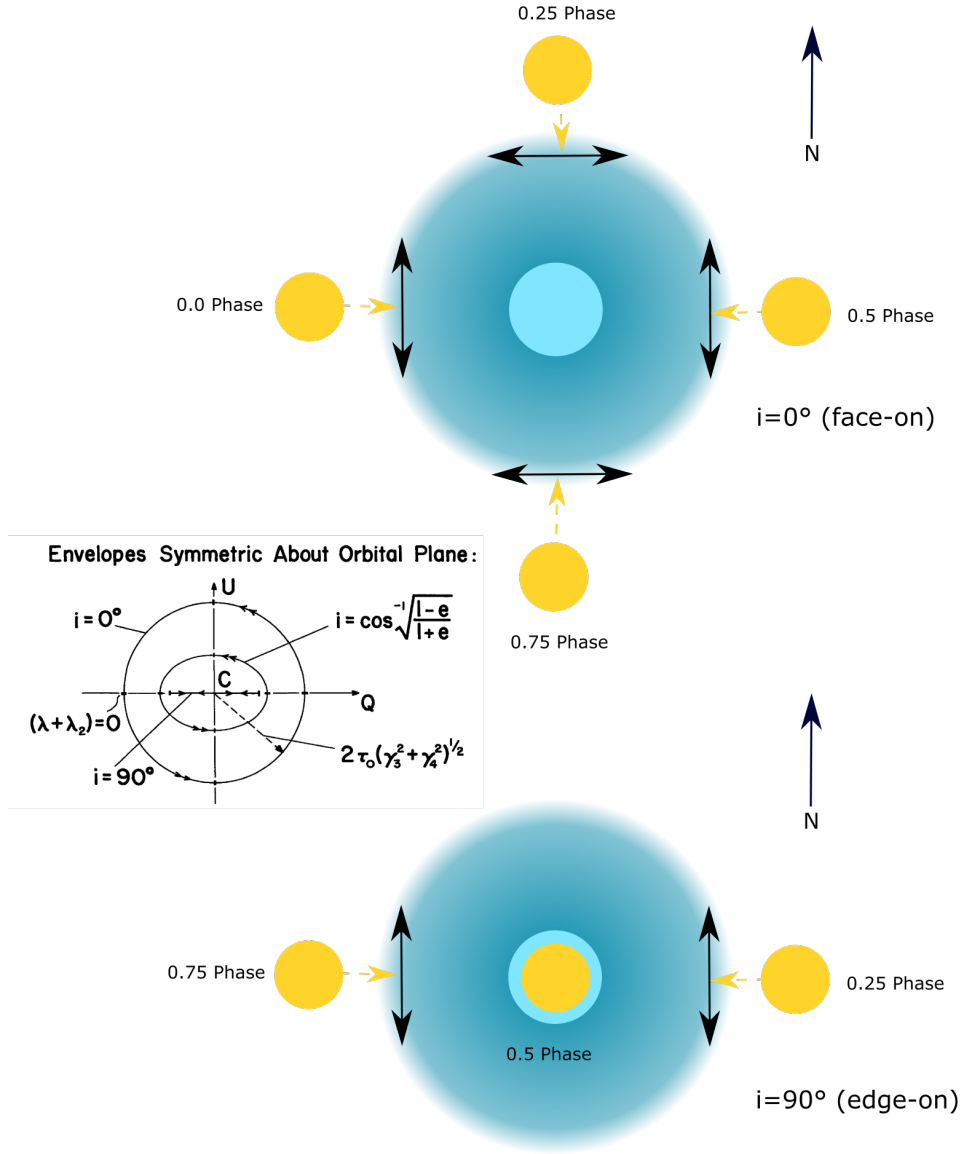 0.25 Phase
N
0.0 Phase
0.5 Phase
i=0° (face-on)
0.75 Phase
Envelopes Symmetric About Orbital Plane:
U
i=0°
i=cos⁻¹√(1-e/1+e)
C
Q
(λ+λ₂)=0
i=90°
2τ₀(γ₃²+γ₄²)^½
N
0.75 Phase
0.25 Phase
0.5 Phase
i=90° (edge-on)